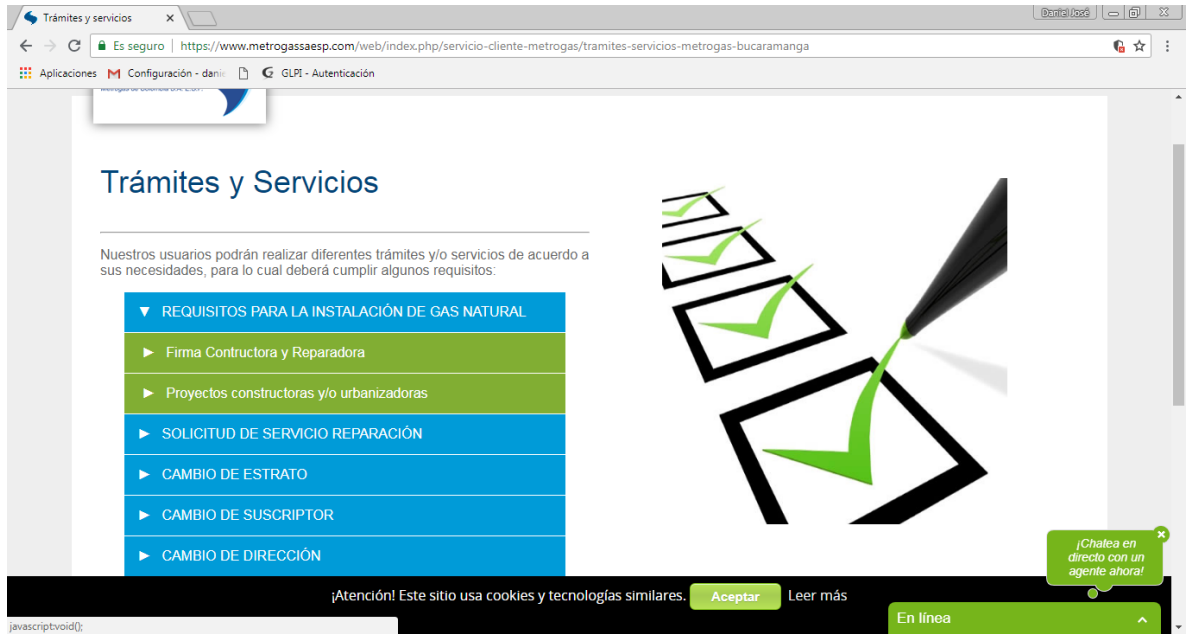 Trámites y servicios
Daniel José
Es seguro | https://www.metrogassaesp.com/web/index.php/servicio-cliente-metrogas/tramites-servicios-metrogas-bucaramanga
Aplicaciones
Configuración - danie
GLPI - Autenticación
Metrogas de Colombia S.A. E.S.P.
Trámites y Servicios
Nuestros usuarios podrán realizar diferentes trámites y/o servicios de acuerdo a
sus necesidades, para lo cual deberá cumplir algunos requisitos:
▼ REQUISITOS PARA LA INSTALACIÓN DE GAS NATURAL
► Firma Contructora y Reparadora
► Proyectos constructoras y/o urbanizadoras
► SOLICITUD DE SERVICIO REPARACIÓN
► CAMBIO DE ESTRATO
► CAMBIO DE SUSCRIPTOR
► CAMBIO DE DIRECCIÓN
¡Chatea en
directo con un
agente ahora!
¡Atención! Este sitio usa cookies y tecnologías similares. Aceptar Leer más
En línea
javascript:void();